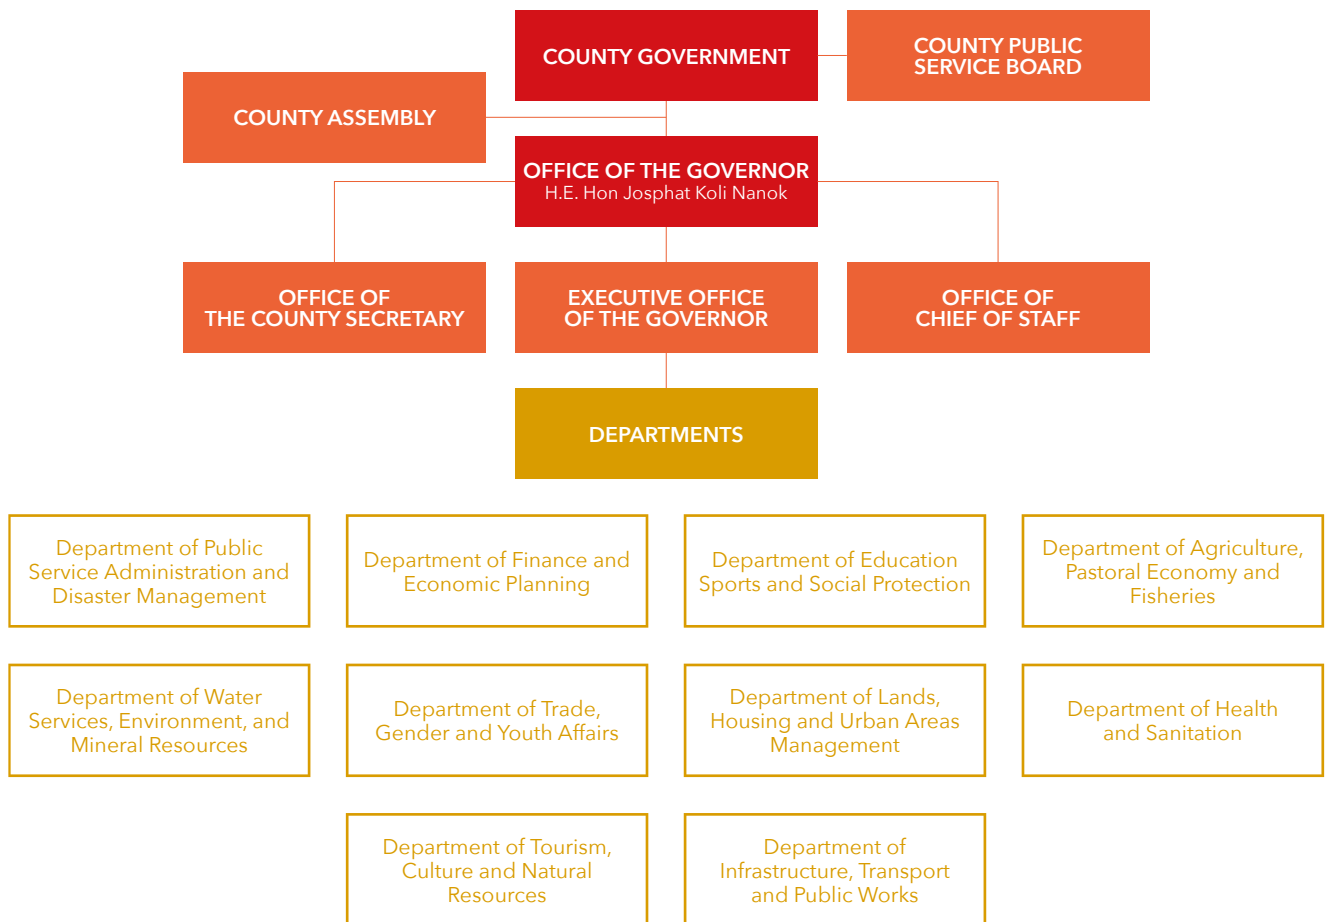 COUNTY GOVERNMENT
COUNTY PUBLIC
SERVICE BOARD
COUNTY ASSEMBLY
OFFICE OF THE GOVERNOR
H.E. Hon Josphat Koli Nanok
OFFICE OF
THE COUNTY SECRETARY
EXECUTIVE OFFICE
OF THE GOVERNOR
OFFICE OF
CHIEF OF STAFF
DEPARTMENTS
Department of Public
Service Administration and
Disaster Management
Department of Finance and
Economic Planning
Department of Education
Sports and Social Protection
Department of Agriculture,
Pastoral Economy and
Fisheries
Department of Water
Services, Environment, and
Mineral Resources
Department of Trade,
Gender and Youth Affairs
Department of Lands,
Housing and Urban Areas
Management
Department of Health
and Sanitation
Department of Tourism,
Culture and Natural
Resources
Department of
Infrastructure, Transport
and Public Works